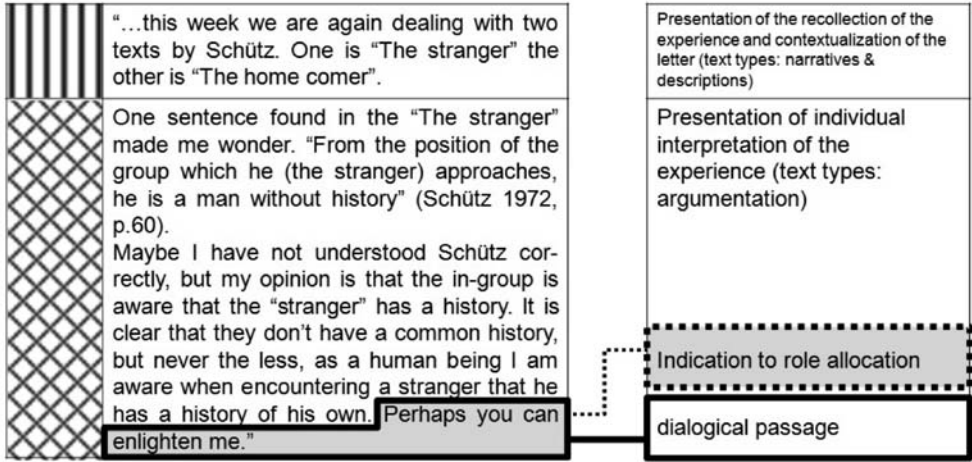 “…this week we are again dealing with two
texts by Schütz. One is “The stranger” the
other is “The home comer”.
One sentence found in the “The stranger”
made me wonder. “From the position of the
group which he (the stranger) approaches,
he is a man without history” (Schütz 1972,
p.60).
Maybe I have not understood Schütz cor-
rectly, but my opinion is that the in-group is
aware that the “stranger” has a history. It is
clear that they don’t have a common history,
but never the less, as a human being I am
aware when encountering a stranger that he
has a history of his own. Perhaps you can
enlighten me.”
Presentation of the recollection of the
experience and contextualization of the
letter (text types: narratives &
descriptions)
Presentation of individual
interpretation of the
experience (text types:
argumentation)
Indication to role allocation
dialogical passage